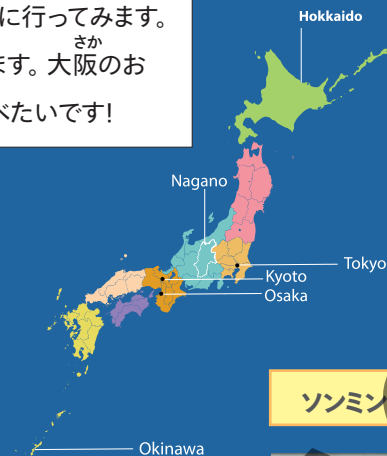 に行ってみます。
さか
ます。大阪のお
べたいです!
Hokkaido
Nagano
Tokyo
Kyoto
Osaka
ソンミン
Okinawa